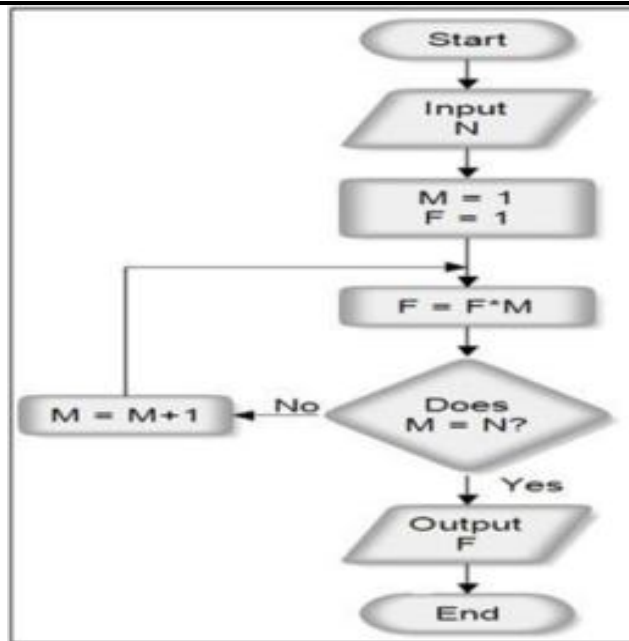 Start
Input
N
M = 1
F = 1
F = F*M
Does
M = N?
No
M = M+1
Yes
Output
F
End